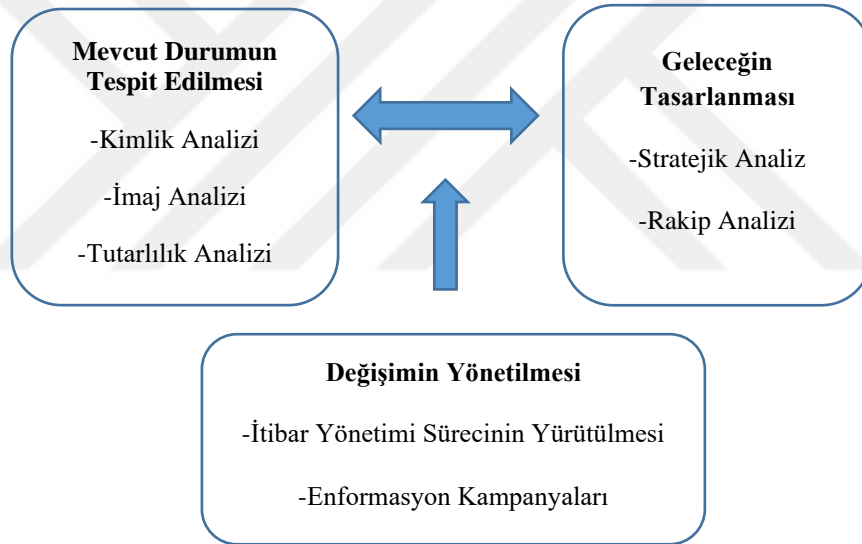 Mevcut Durumun
Tespit Edilmesi
-Kimlik Analizi
-İmaj Analizi
-Tutarlılık Analizi
Geleceğin
Tasarlanması
-Stratejik Analiz
-Rakip Analizi
Değişimin Yönetilmesi
-İtibar Yönetimi Sürecinin Yürütülmesi
-Enformasyon Kampanyaları